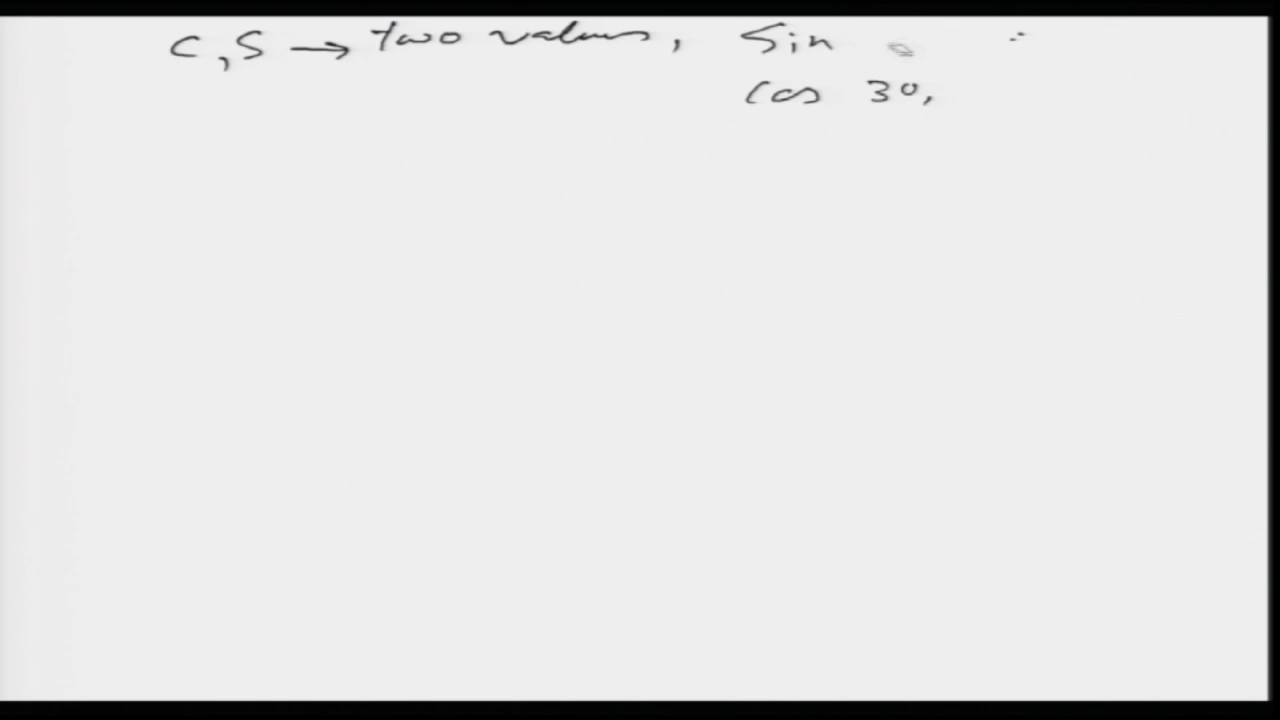 C, S → two values, Sin
Cos 30,